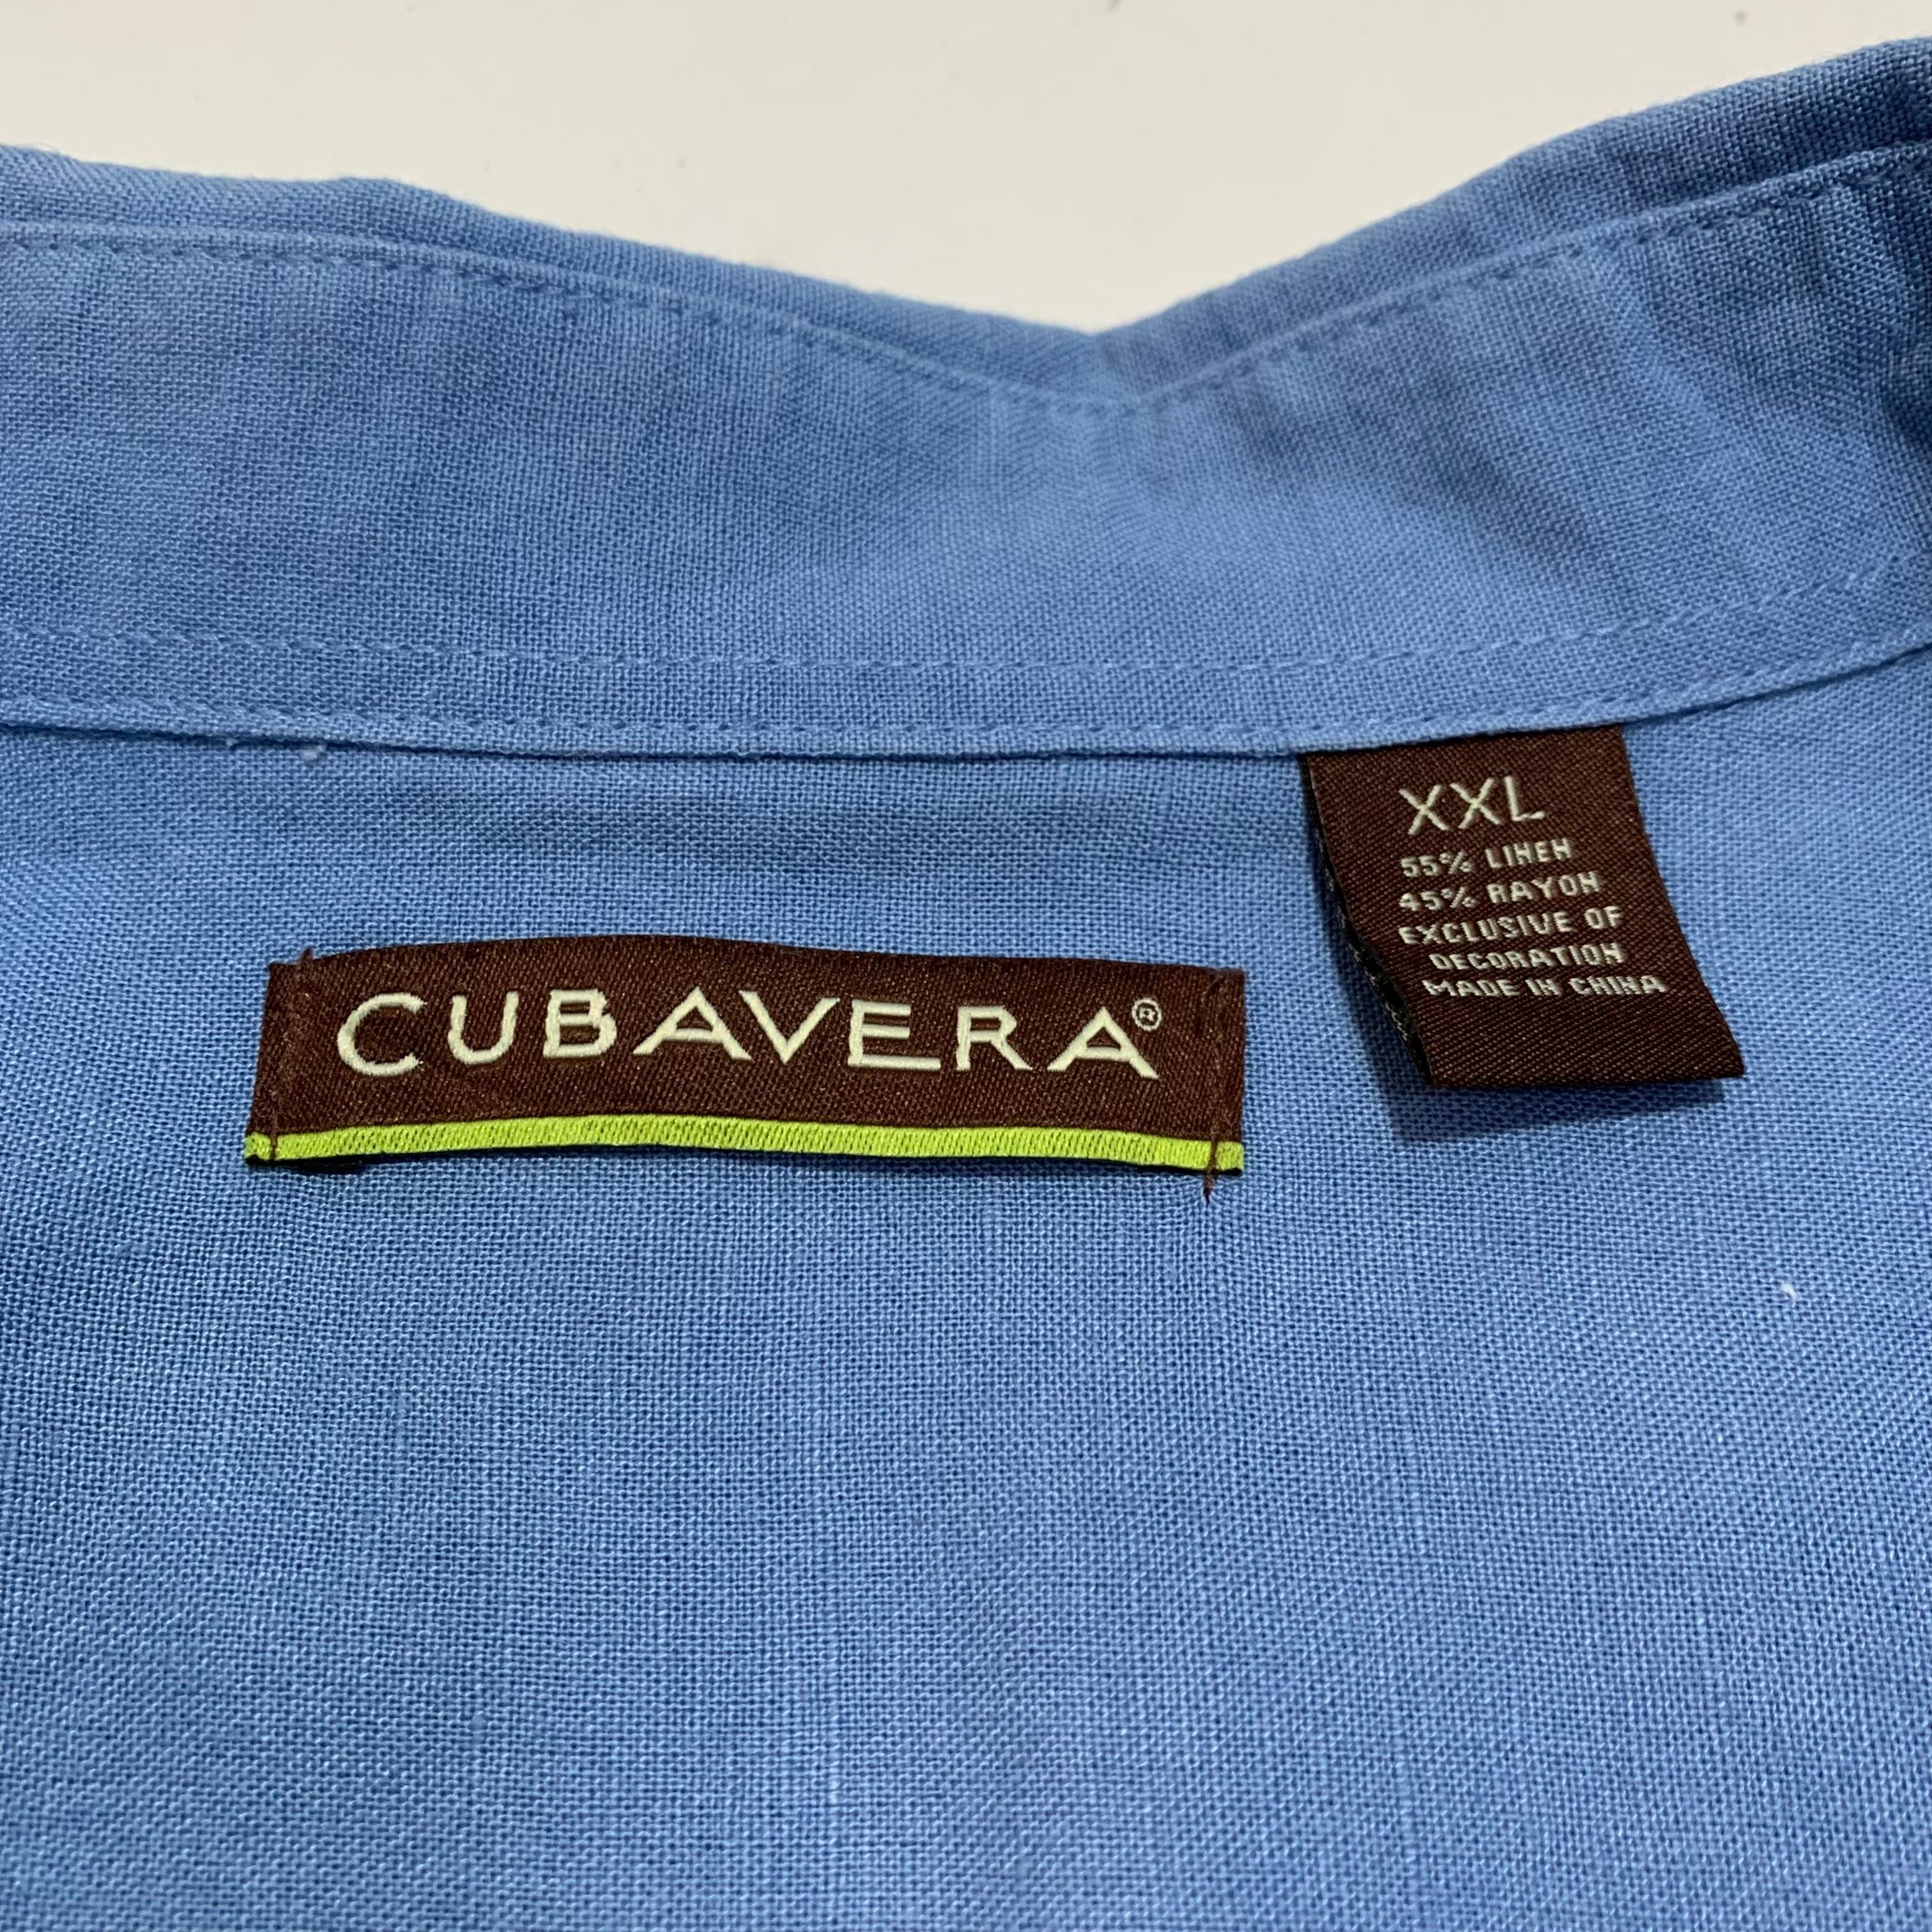 CUBAVERA®
XXL
55% LINEN
45% RAYON
EXCLUSIVE OF
DECORATION
MADE IN CHINA